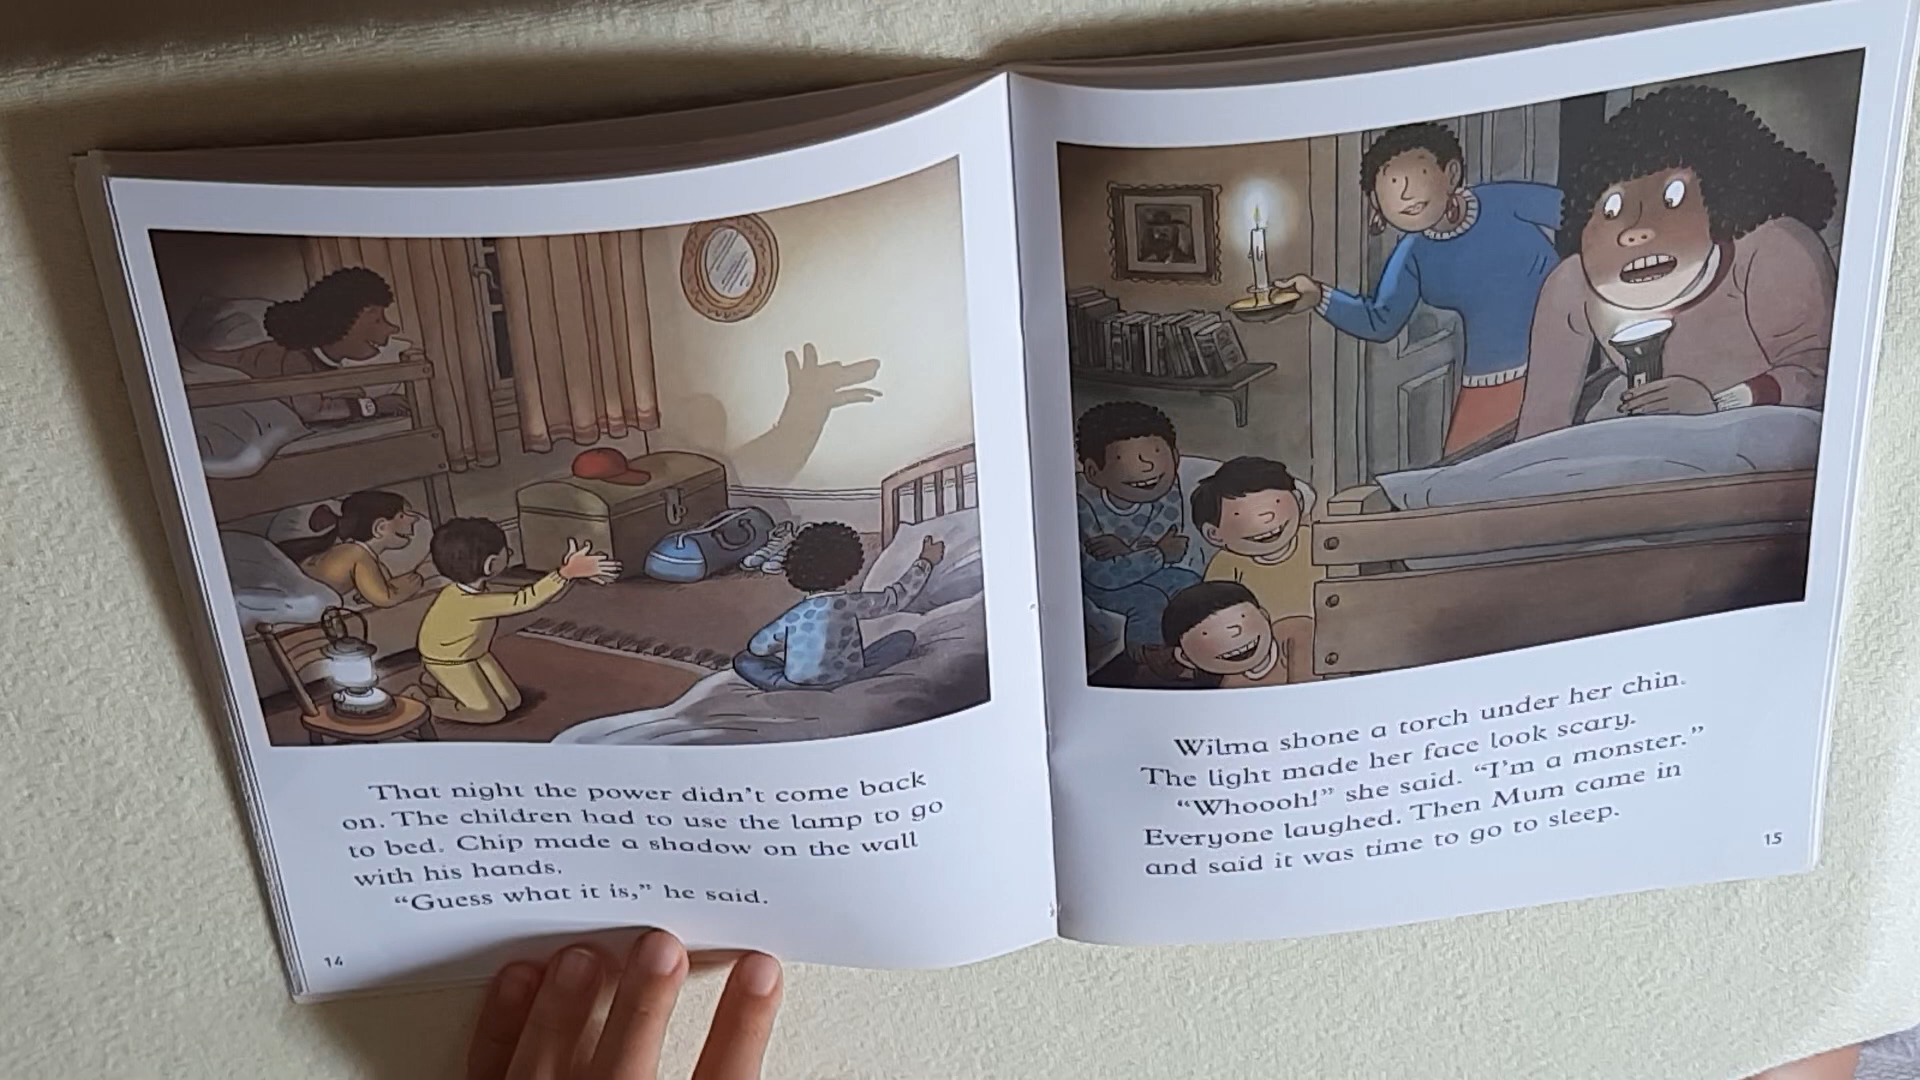 That night the power didn't come back
on. The children had to use the lamp to go
to bed. Chip made a shadow on the wall
with his hands.
“Guess what it is,” he said.
14
Wilma shone a torch under her chin.
The light made her face look scary.
“Whoooh!” she said. “I'm a monster.”
Everyone laughed. Then Mum came in
and said it was time to go to sleep.
15